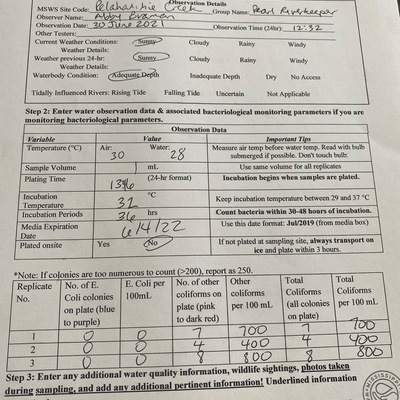 Observation Details
MSWS Site Code: Pelahatchie Creek Group Name: Pearl Riverkeeper
Observer Name: Abby Braman
Observation Date: 30 June 2021 Observation Time (24hr): 12:32
Other Testers:
Current Weather Conditions: Sunny Cloudy Rainy Windy
Weather Details:
Weather previous 24-hr: Sunny Cloudy Rainy Windy
Weather Details:
Waterbody Condition: Adequate Depth Inadequate Depth Dry No Access
Tidally Influenced Rivers: Rising Tide Falling Tide Uncertain Not Applicable
Step 2: Enter water observation data & associated bacteriological monitoring parameters if you are
monitoring bacteriological parameters.
Observation Data
Variable Value Important Tips
Temperature (°C) Air: 30 Water: 28 Measure air temp before water temp. Read with bulb
submerged if possible. Don't touch bulb.
Sample Volume mL Use same volume for all replicates
Plating Time 1346 (24-hr format) Incubation begins when samples are plated.
Incubation
Temperature 32 °C Keep incubation temperature between 29 and 37 °C
Incubation Periods 36 hrs Count bacteria within 30-48 hours of incubation.
Media Expiration
Date 6/4/22 Use this date format: Jul/2019 (from media box)
Plated onsite Yes No If not plated at sampling site, always transport on
ice and plate within 3 hours.
*Note: If colonies are too numerous to count (>200), report as 250.
Replicate No. of E. E. Coli per No. of other Other Total Total
No. Coli colonies 100mL coliforms on coliforms Coliforms Coliforms
on plate (blue plate (pink per 100 mL (all colonies per 100 mL
to purple) to dark red) on plate)
1 0 0 7 700 7 700
2 0 0 4 400 4 400
3 0 0 8 800 8 800
Step 3: Enter any additional water quality information, wildlife sightings, photos taken
during sampling, and add any additional pertinent information! Underlined information
MISSISSIPP